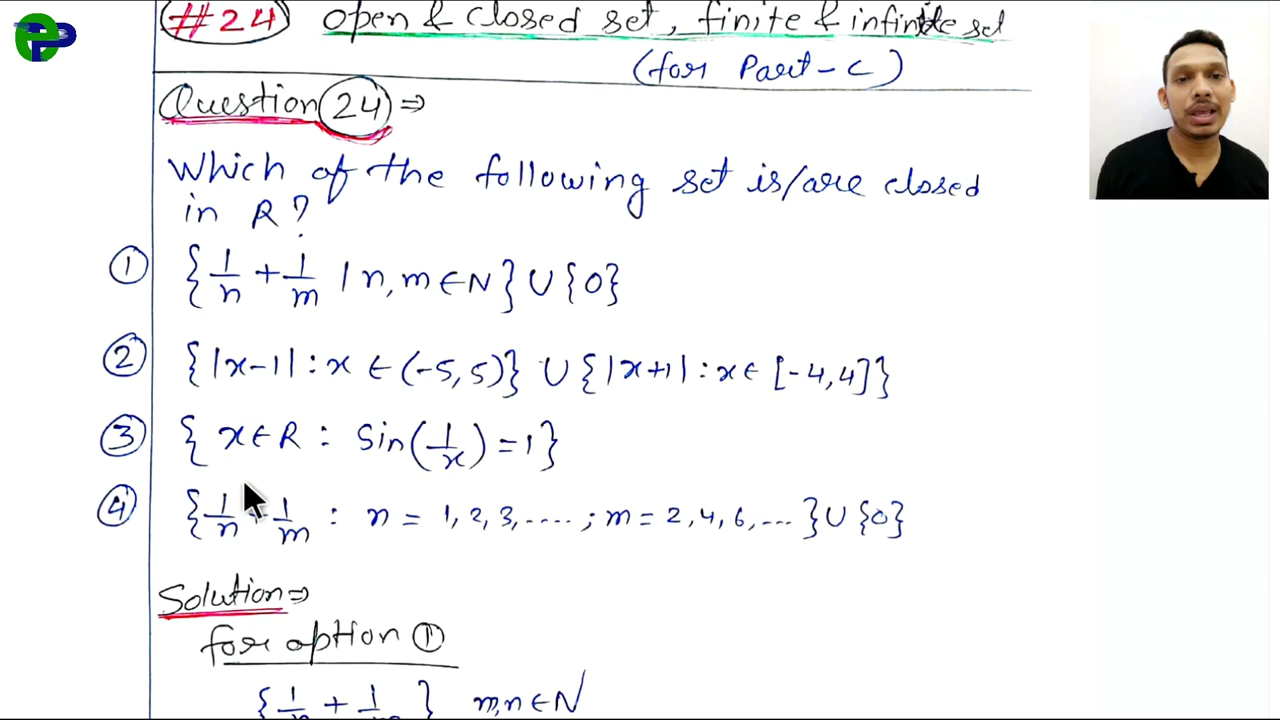 #24 open & closed set, finite & infinite set
(for Part-C)
Question 24 ⇒
Which of the following set is/are closed
in R?
① {1/n + 1/m | n, m ∈ N} ∪ {0}
② {|x-1| : x ∈ (-5, 5)} ∪ {|x+1| : x ∈ [-4, 4]}
③ { x ∈ R : Sin(1/x) = 1}
④ {1/n + 1/m : n = 1, 2, 3, ..... ; m = 2, 4, 6, ... } ∪ {0}
Solution ⇒
for option ①